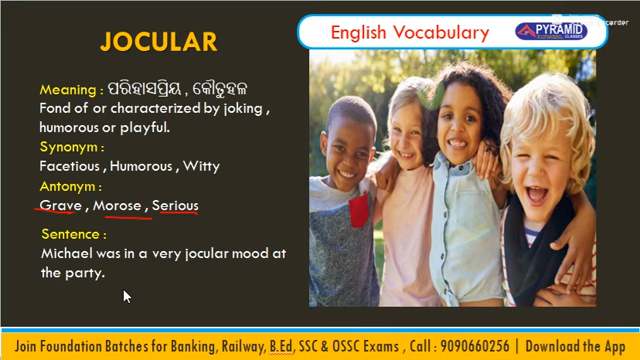 English Vocabulary
PYRAMID
CLASSES
JOCULAR
Meaning : ପରିହାସପ୍ରିୟ , କୌତୁହଳ
Fond of or characterized by joking ,
humorous or playful.
Synonym :
Facetious , Humorous , Witty
Antonym :
Grave , Morose , Serious
Sentence :
Michael was in a very jocular mood at
the party.
Join Foundation Batches for Banking, Railway, B.Ed, SSC & OSSC Exams , Call : 9090660256 | Download the App